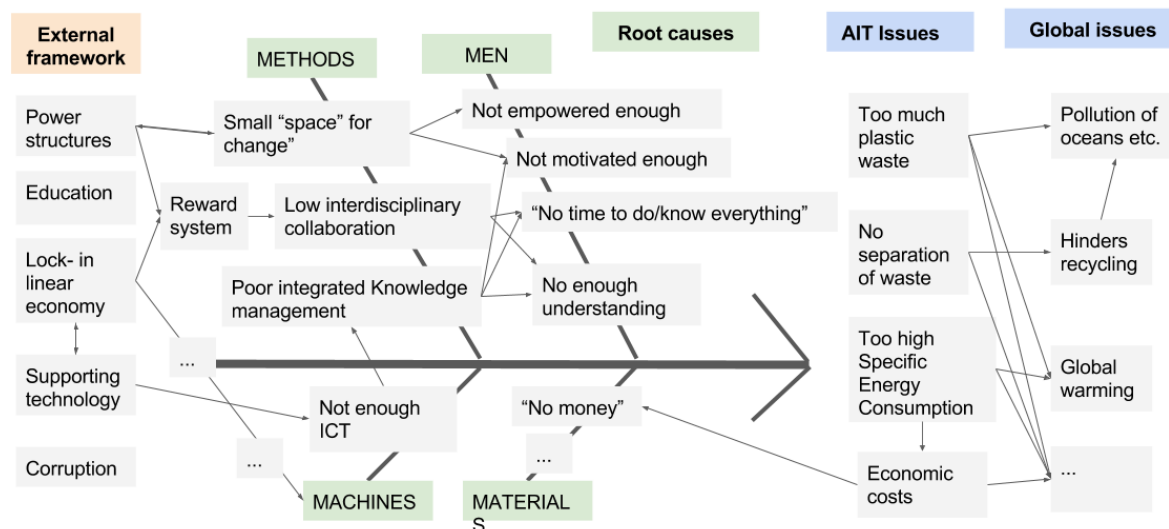 External
framework
METHODS
MEN
Root causes
AIT Issues
Global issues
Power
structures
Small “space” for
change”
Not empowered enough
Not motivated enough
Too much
plastic
waste
Pollution of
oceans etc.
Education
Reward
system
Low interdisciplinary
collaboration
“No time to do/know everything”
Lock- in
linear
economy
Poor integrated Knowledge
management
No enough
understanding
No
separation
of waste
Hinders
recycling
...
Supporting
technology
Not enough
ICT
“No money”
Too high
Specific
Energy
Consumption
Global
warming
Corruption
...
...
Economic
costs
...
MACHINES
MATERIAL
S